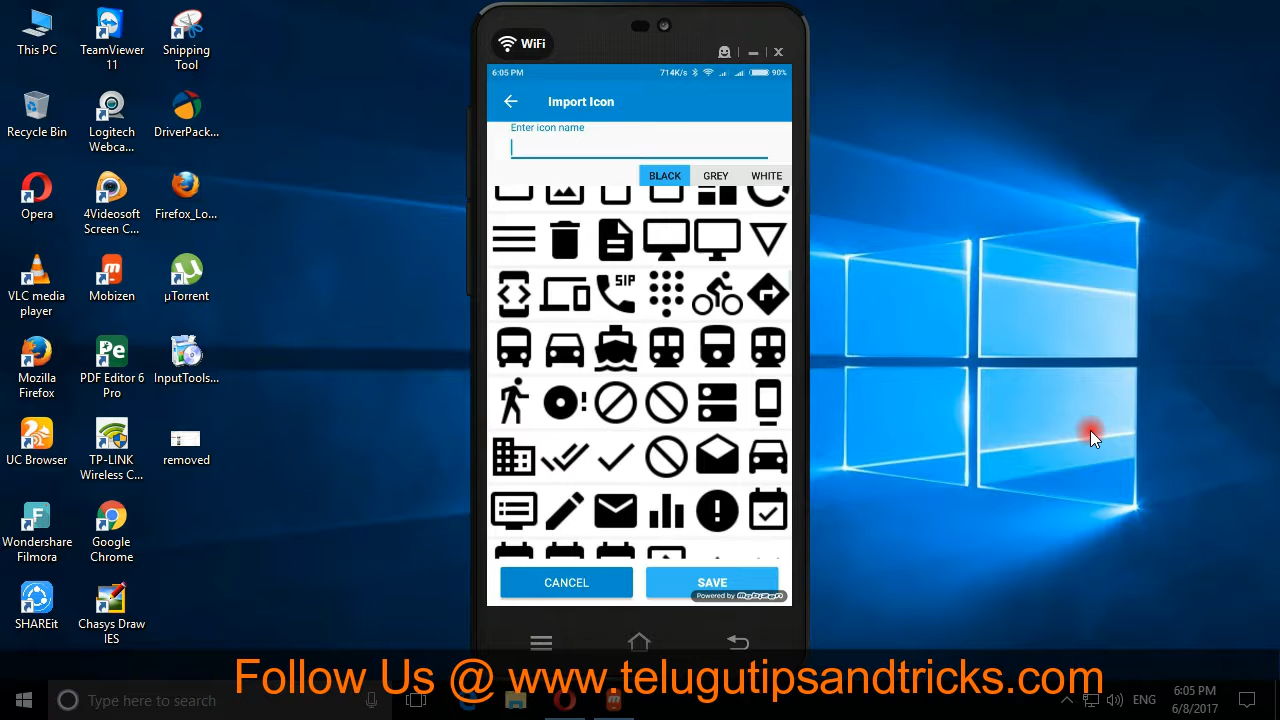 This PC
TeamViewer
11
Snipping
Tool
Recycle Bin
Logitech
Webca...
DriverPack...
Opera
4Videosoft
Screen C...
Firefox_Lo...
VLC media
player
Mobizen
µTorrent
Mozilla
Firefox
PDF Editor 6
Pro
InputTools...
UC Browser
TP-LINK
Wireless C...
removed
Wondershare
Filmora
Google
Chrome
SHAREit
Chasys Draw
IES
WiFi
6:05 PM
714K/s
90%
Import Icon
Enter icon name
BLACK GREY WHITE
SIP
CANCEL SAVE
Powered by Mobizen
Follow Us @ www.telugutipsandtricks.com
Type here to search
ENG
6:05 PM
6/8/2017